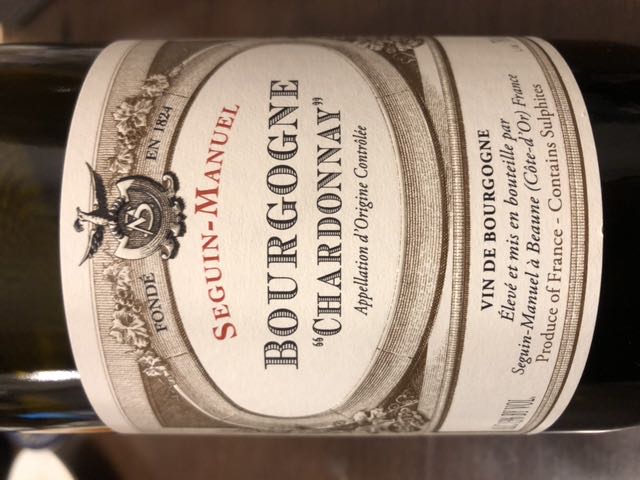 FONDÉ EN 1824
SEGUIN-MANUEL
BOURGOGNE
"CHARDONNAY"
Appellation d'Origine Contrôlée
VIN DE BOURGOGNE
Élevé et mis en bouteille par
Seguin-Manuel à Beaune (Côte-d'Or) France
Produce of France - Contains Sulphites